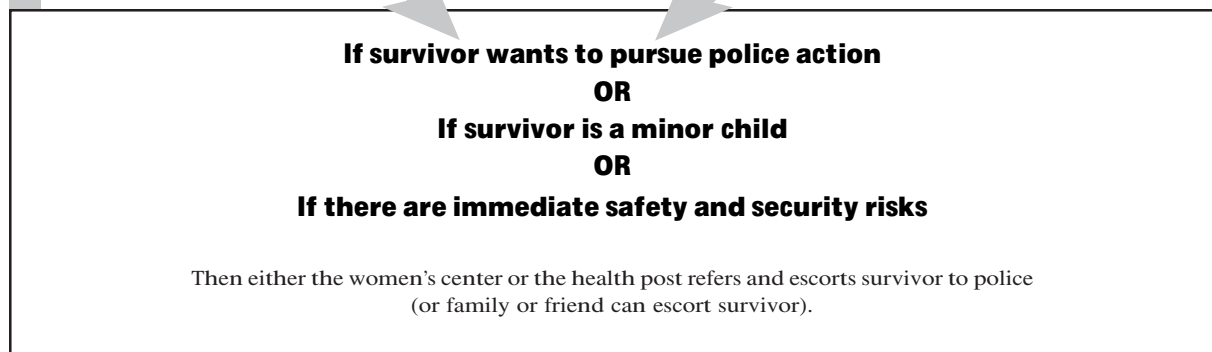 If survivor wants to pursue police action
OR
If survivor is a minor child
OR
If there are immediate safety and security risks
Then either the women’s center or the health post refers and escorts survivor to police
(or family or friend can escort survivor).